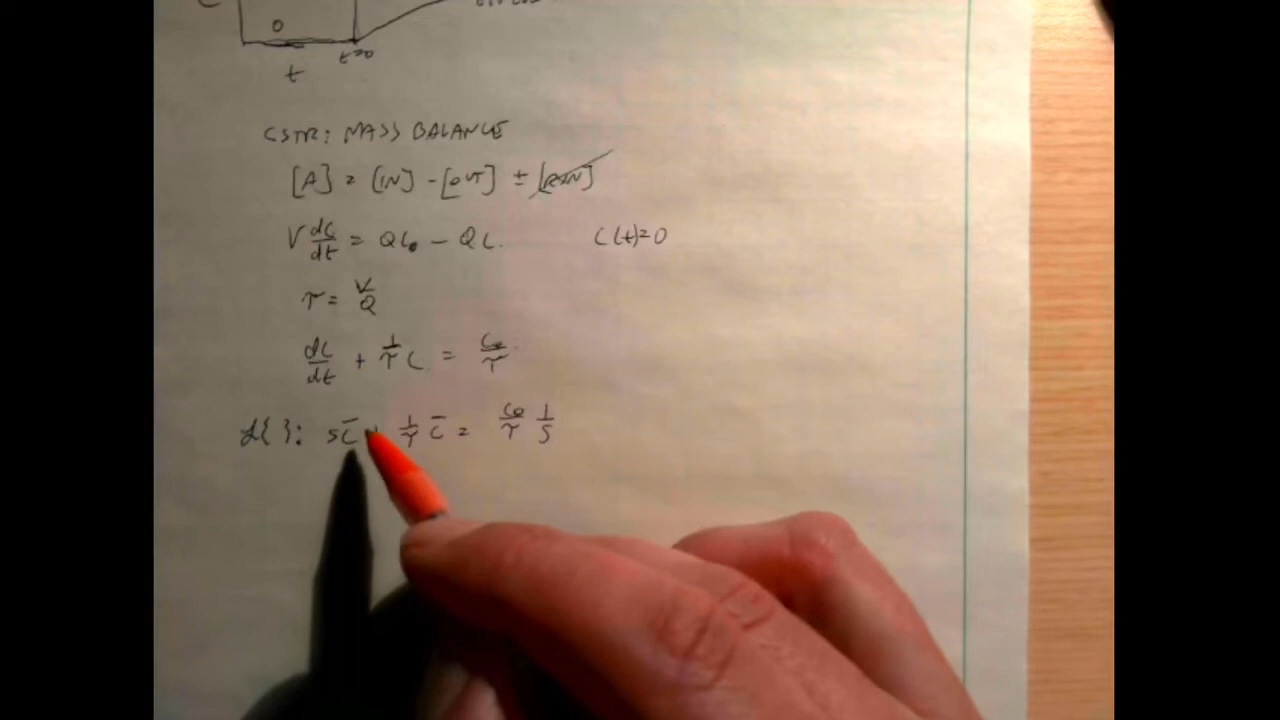 0
t=0
t
CSTR: MASS BALANCE
[A] = [IN] - [OUT] ± [RXN]
V dC/dt = QC₀ - QC. C(t)=0
τ = V/Q
dC/dt + 1/τ C = C₀/τ
ℒ{ }: sC̄ + 1/τ C̄ = C₀/τ 1/s